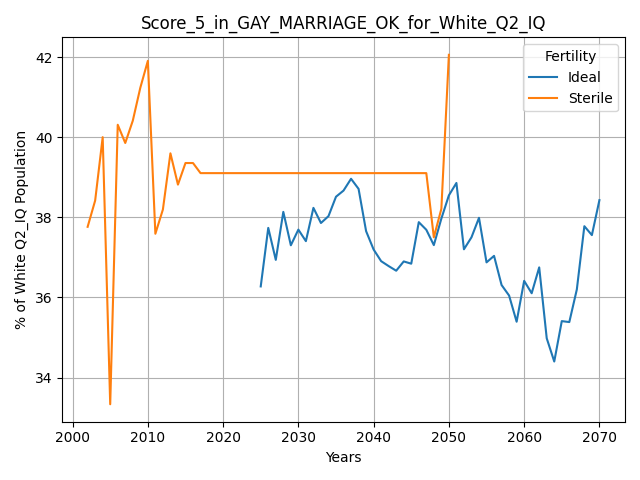 Score_5_in_GAY_MARRIAGE_OK_for_White_Q2_IQ
Fertility
Ideal
Sterile
% of White Q2_IQ Population
42
40
38
36
34
2000
2010
2020
2030
2040
2050
2060
2070
Years